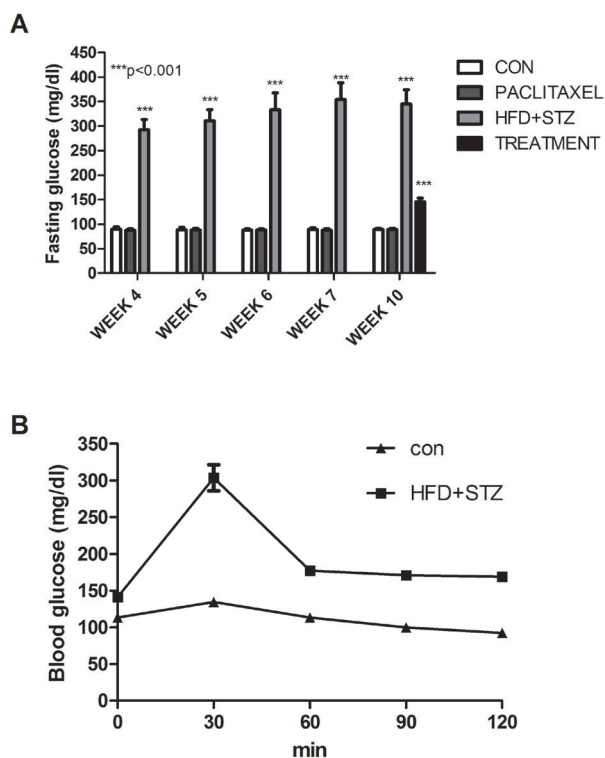 A
***p<0.001
CON
PACLITAXEL
HFD+STZ
TREATMENT
Fasting glucose (mg/dl)
450
400
350
300
250
200
150
100
50
0
***
***
***
***
***
***
WEEK 4
WEEK 5
WEEK 6
WEEK 7
WEEK 10
B
con
HFD+STZ
Blood glucose (mg/dl)
350
300
250
200
150
100
50
0
0 30 60 90 120
min